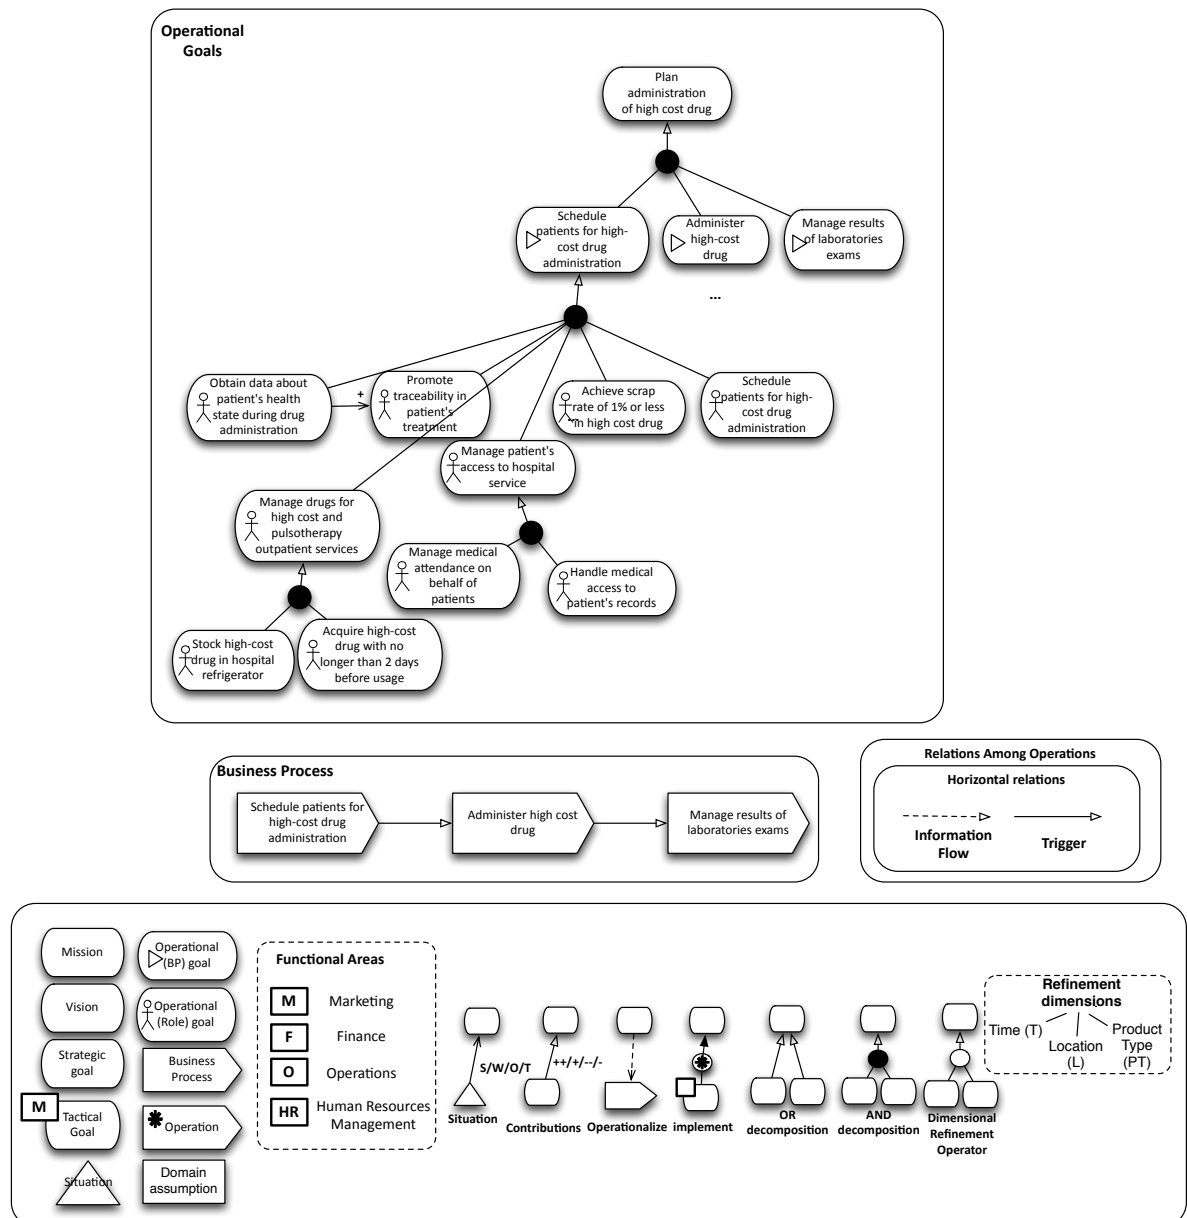 Operational
Goals
Plan
administration
of high cost drug
Schedule
patients for high-
cost drug
administration
Administer
high-cost
drug
Manage results
of laboratories
exams
...
Obtain data about
patient's health
state during drug
administration
+
Promote
traceability in
patient's
treatment
Achieve scrap
rate of 1% or less
in high cost drug
...
Schedule
patients for high-
cost drug
administration
Manage patient's
access to hospital
service
Manage drugs for
high cost and
pulsotherapy
outpatient services
Manage medical
attendance on
behalf of
patients
Handle medical
access to
patient's records
Stock high-cost
drug in hospital
refrigerator
Acquire high-cost
drug with no
longer than 2 days
before usage
Business Process
Schedule patients for
high-cost drug
administration
Administer high cost
drug
Manage results of
laboratories exams
Relations Among Operations
Horizontal relations
Information
Flow
Trigger
Mission
Operational
(BP) goal
Vision
Operational
(Role) goal
Strategic
goal
Business
Process
M
Tactical
Goal
Operation
Situation
Domain
assumption
Functional Areas
M
Marketing
F
Finance
O
Operations
HR
Human Resources
Management
S/W/O/T
Situation
++/+/--/-
Contributions
Operationalize
implement
OR
decomposition
AND
decomposition
Dimensional
Refinement
Operator
Refinement
dimensions
Time (T)
Location
(L)
Product
Type
(PT)